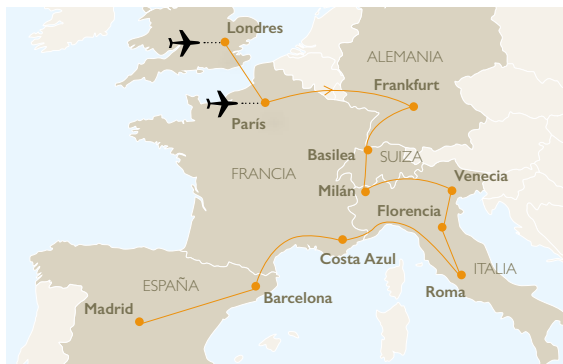 Londres
ALEMANIA
Frankfurt
París
Basilea
SUIZA
FRANCIA
Venecia
Milán
Florencia
Costa Azul
ITALIA
ESPAÑA
Roma
Barcelona
Madrid